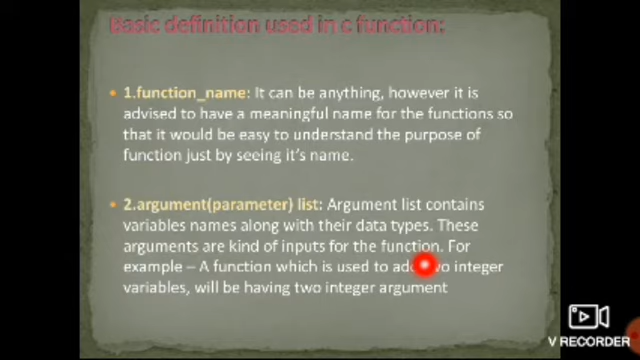 Basic definition used in c function:
1.function_name: It can be anything, however it is
advised to have a meaningful name for the functions so
that it would be easy to understand the purpose of
function just by seeing it's name.
2.argument(parameter) list: Argument list contains
variables names along with their data types. These
arguments are kind of inputs for the function. For
example – A function which is used to add two integer
variables, will be having two integer argument
V RECORDER